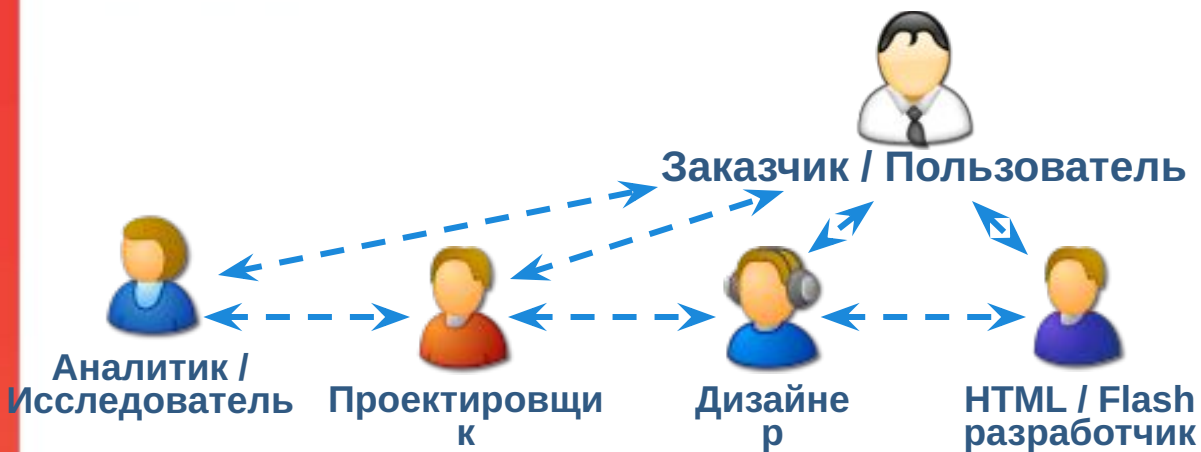 Заказчик / Пользователь
Аналитик /
Исследователь
Проектировщи
к
Дизайне
р
HTML / Flash
разработчик